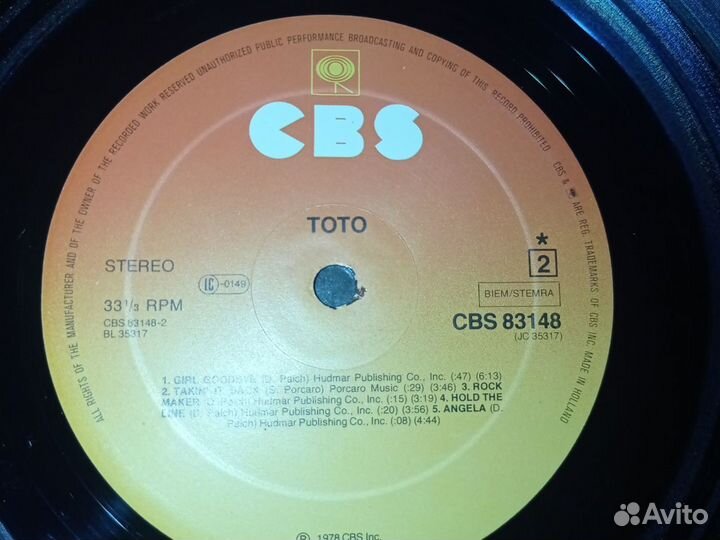 ALL RIGHTS OF THE MANUFACTURER AND OF THE OWNER OF THE RECORDED WORK RESERVED UNAUTHORIZED PUBLIC PERFORMANCE BROADCASTING AND COPYING OF THIS RECORD PROHIBITED
CBS & ARE REG. TRADEMARKS OF CBS INC. MADE IN HOLLAND
CBS
TOTO
STEREO
33 1/3 RPM
CBS 83148-2
BL 35317
IC -0149
* 2
BIEM/STEMRA
CBS 83148
(JC 35317)
1. GIRL GOODBYE (D. Paich) Hudmar Publishing Co., Inc. (:47) (6:13)
2. TAKIN' IT BACK (S. Porcaro) Porcaro Music (:29) (3:46) 3. ROCK
MAKER (D. Paich) Hudmar Publishing Co., Inc. (:15) (3:19) 4. HOLD THE
LINE (D. Paich) Hudmar Publishing Co., Inc. (:20) (3:56) 5. ANGELA (D.
Paich) Hudmar Publishing Co., Inc. (:08) (4:44)
℗ 1978 CBS Inc.
Avito